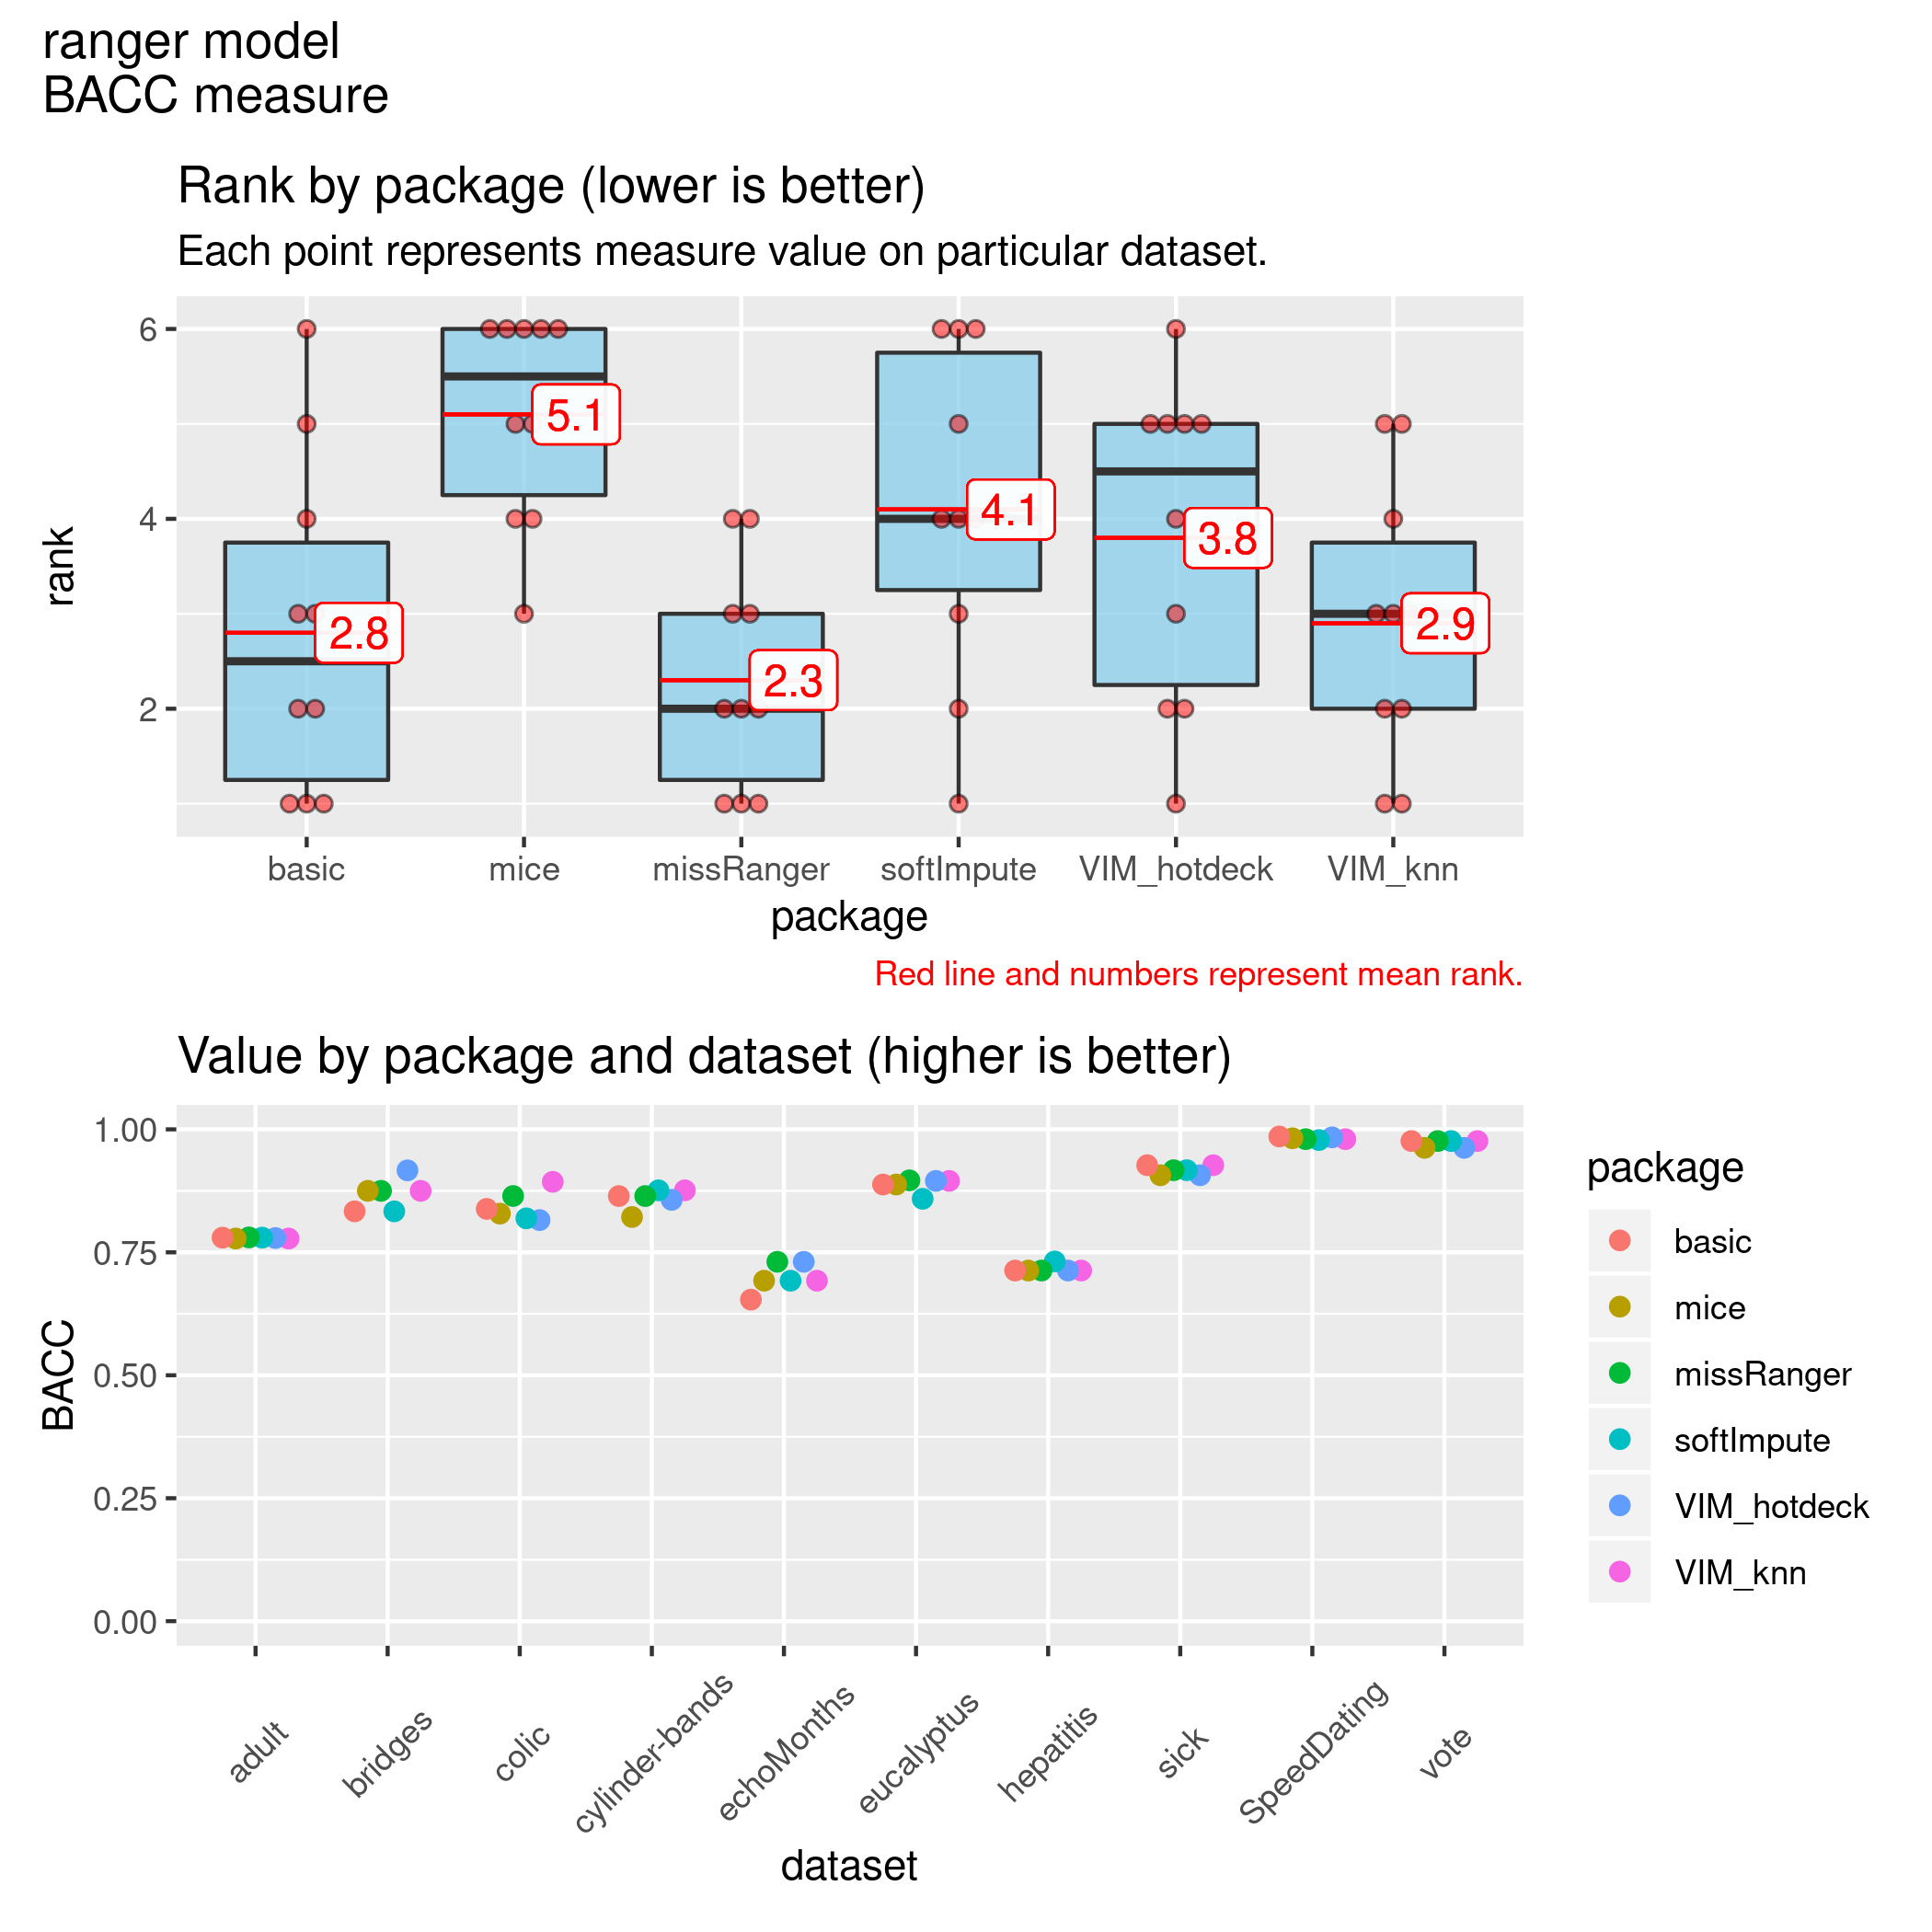 ranger model
BACC measure
Rank by package (lower is better)
Each point represents measure value on particular dataset.
rank
6
4
2
5.1
4.1
3.8
2.8
2.9
2.3
basic mice missRanger softImpute VIM_hotdeck VIM_knn
package
Red line and numbers represent mean rank.
Value by package and dataset (higher is better)
BACC
1.00
0.75
0.50
0.25
0.00
adult bridges colic cylinder-bands echoMonths eucalyptus hepatitis sick SpeedDating vote
dataset
package
basic
mice
missRanger
softImpute
VIM_hotdeck
VIM_knn